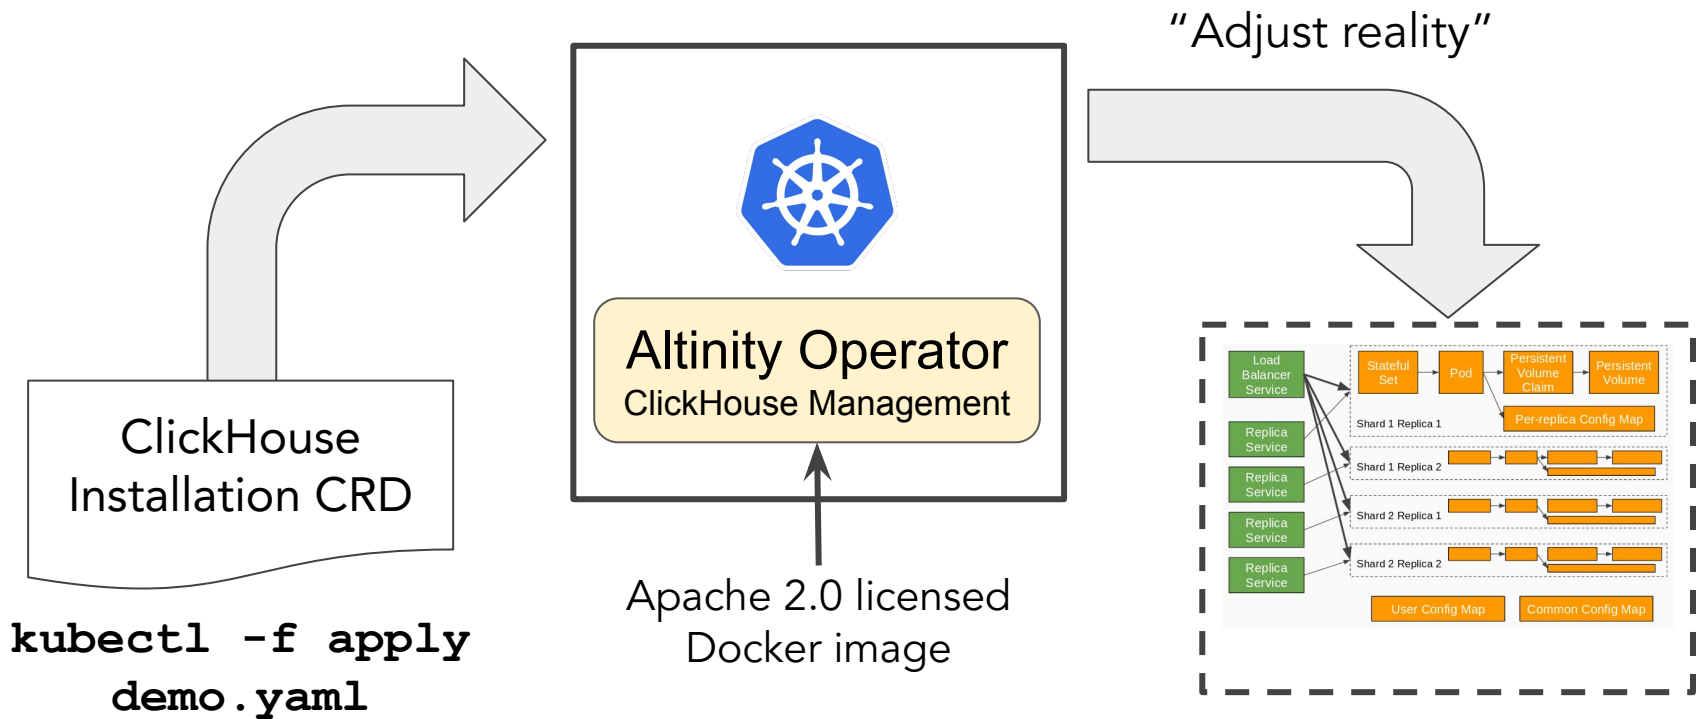 “Adjust reality”
Altinity Operator
ClickHouse Management
ClickHouse
Installation CRD
kubectl -f apply
demo.yaml
Apache 2.0 licensed
Docker image
Load
Balancer
Service
Replica
Service
Replica
Service
Replica
Service
Replica
Service
Stateful
Set
Pod
Persistent
Volume
Claim
Persistent
Volume
Per-replica Config Map
Shard 1 Replica 1
Shard 1 Replica 2
Shard 2 Replica 1
Shard 2 Replica 2
User Config Map
Common Config Map